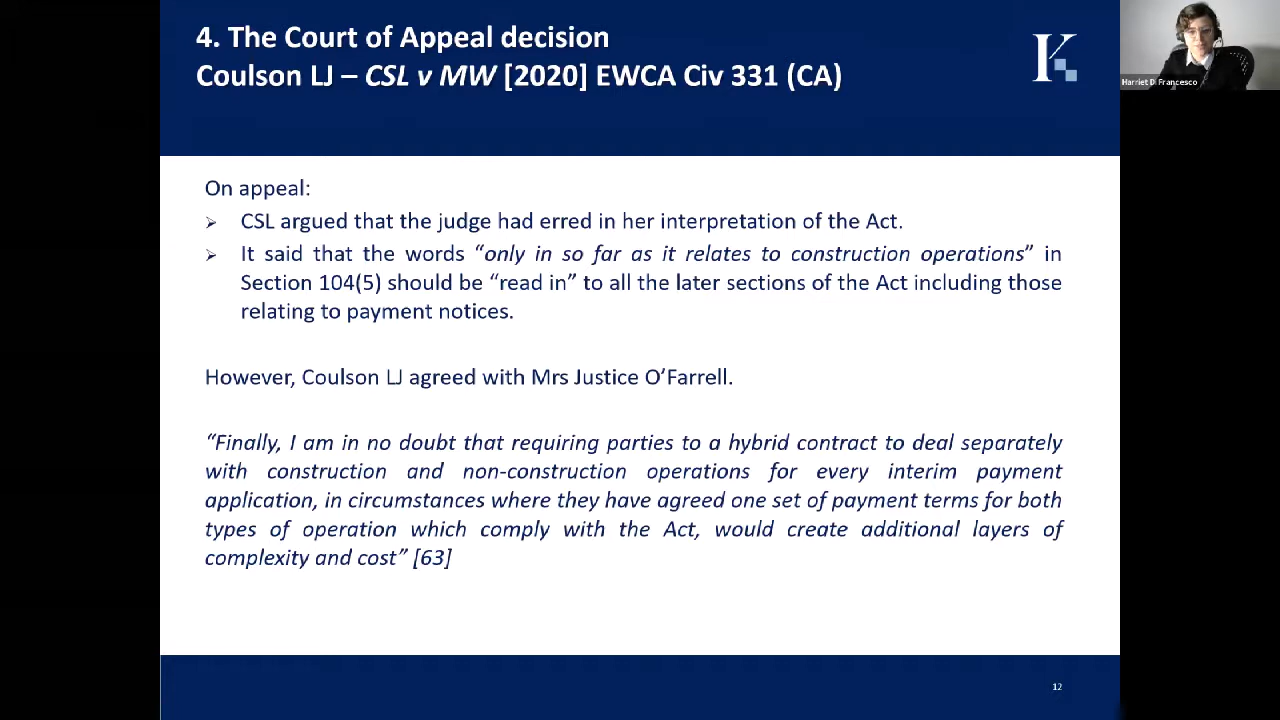 4. The Court of Appeal decision
Coulson LJ – CSL v MW [2020] EWCA Civ 331 (CA)
K
Harriet Di Francesco
On appeal:
➢ CSL argued that the judge had erred in her interpretation of the Act.
➢ It said that the words “only in so far as it relates to construction operations” in
Section 104(5) should be “read in” to all the later sections of the Act including those
relating to payment notices.
However, Coulson LJ agreed with Mrs Justice O’Farrell.
“Finally, I am in no doubt that requiring parties to a hybrid contract to deal separately
with construction and non-construction operations for every interim payment
application, in circumstances where they have agreed one set of payment terms for both
types of operation which comply with the Act, would create additional layers of
complexity and cost” [63]
12